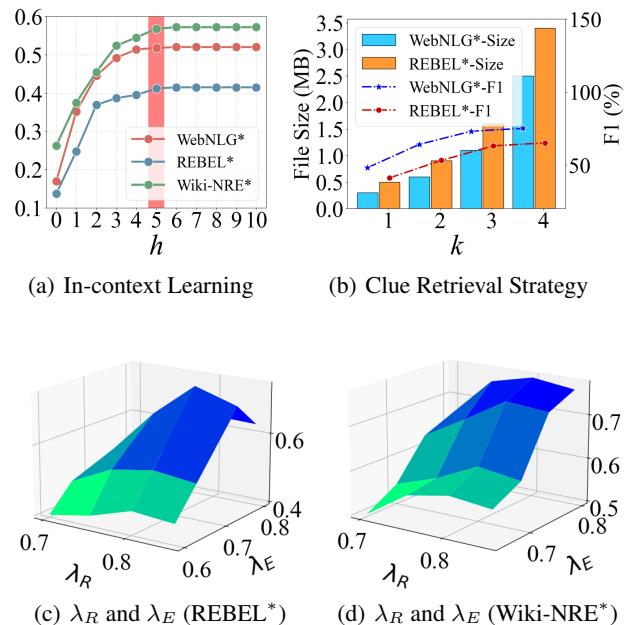 0.6
0.5
0.4
0.3
0.2
0.1
0 1 2 3 4 5 6 7 8 9 10
h
WebNLG*
REBEL*
Wiki-NRE*
(a) In-context Learning
File Size (MB)
3.5
3.0
2.5
2.0
1.5
1.0
0.5
0.0
1 2 3 4
k
WebNLG*-Size
REBEL*-Size
WebNLG*-F1
REBEL*-F1
150
100
50
F1 (%)
(b) Clue Retrieval Strategy
0.6
0.4
0.7
0.8
λR
0.6
0.7
0.8
λE
(c) λR and λE (REBEL*)
0.7
0.6
0.5
0.7
0.8
λR
0.7
0.8
λE
(d) λR and λE (Wiki-NRE*)